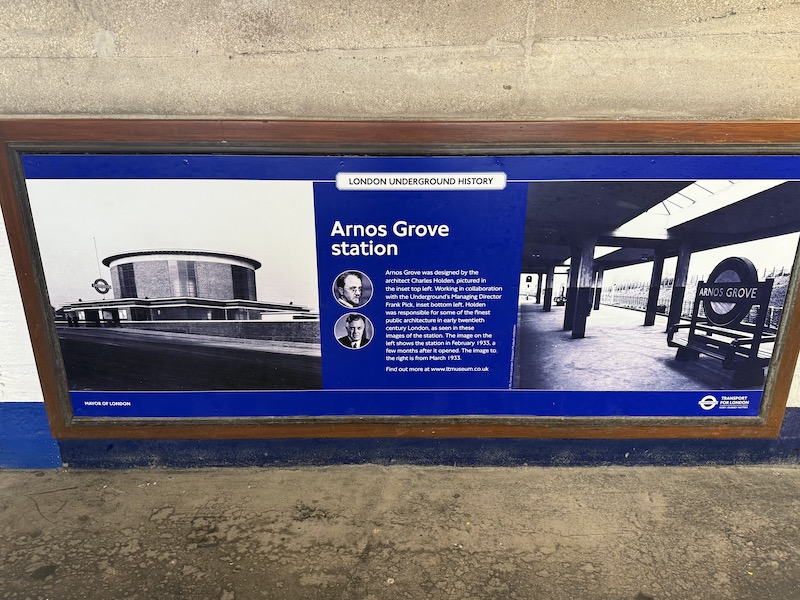 LONDON UNDERGROUND HISTORY
Arnos Grove
station
Arnos Grove was designed by the
architect Charles Holden, pictured in
the inset top left. Working in collaboration
with the Underground's Managing Director
Frank Pick, inset bottom left. Holden
was responsible for some of the finest
public architecture in early twentieth
century London, as seen in these
images of the station. The image on the
left shows the station in February 1933, a
few months after it opened. The image to
the right is from March 1933.
Find out more at www.ltmuseum.co.uk
ARNOS GROVE
MAYOR OF LONDON
TRANSPORT
FOR LONDON
EVERY JOURNEY MATTERS